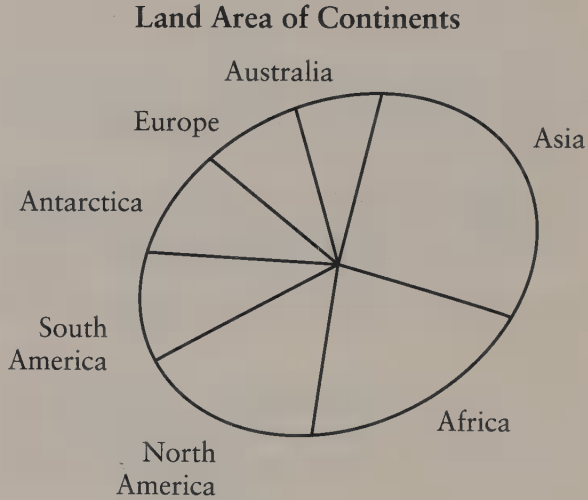 Land Area of Continents
Australia
Europe
Asia
Antarctica
South
America
Africa
North
America